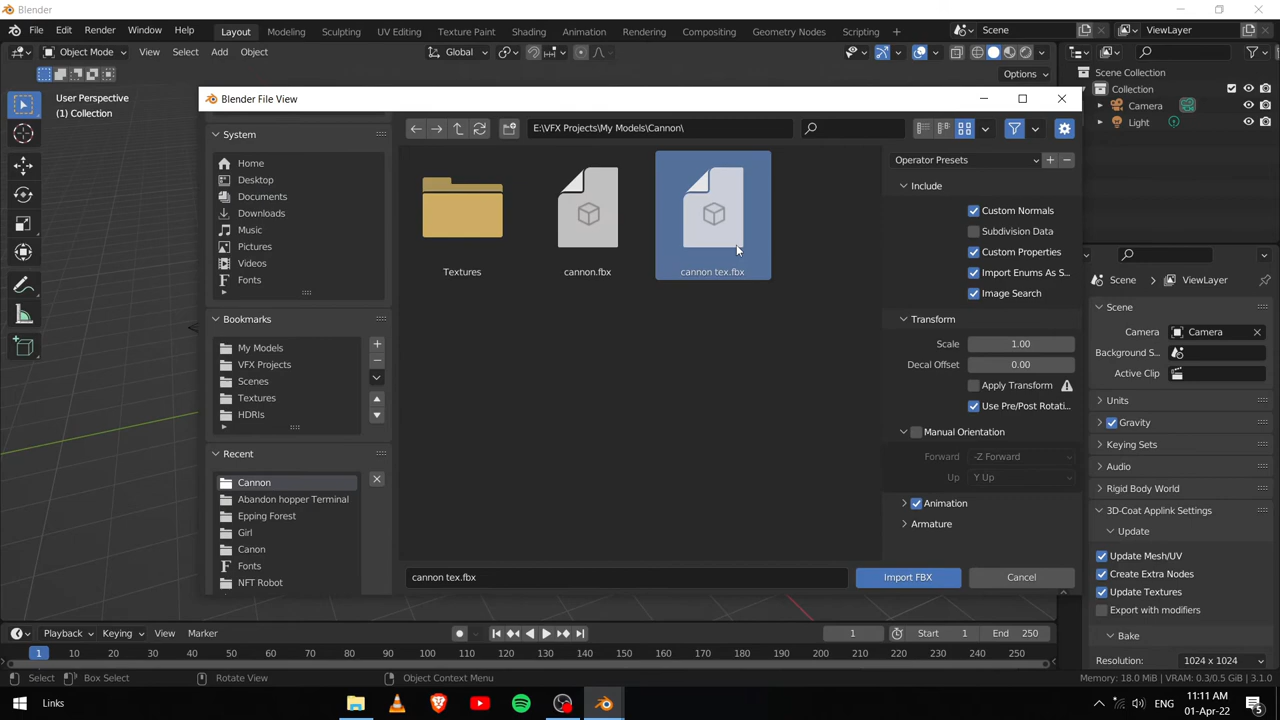 Blender
File Edit Render Window Help Layout Modeling Sculpting UV Editing Texture Paint Shading Animation Rendering Compositing Geometry Nodes Scripting + Scene ViewLayer
Object Mode View Select Add Object Global
Options
User Perspective
(1) Collection
Scene Collection
Collection
Camera
Light
Blender File View
System
Home
Desktop
Documents
Downloads
Music
Pictures
Videos
Fonts
Bookmarks
My Models
VFX Projects
Scenes
Textures
HDRIs
Recent
Cannon
Abandon hopper Terminal
Epping Forest
Girl
Canon
Fonts
NFT Robot
E:\VFX Projects\My Models\Cannon\
Textures
cannon.fbx
cannon tex.fbx
cannon tex.fbx
Import FBX
Cancel
Operator Presets
Include
Custom Normals
Subdivision Data
Custom Properties
Import Enums As S...
Image Search
Transform
Scale 1.00
Decal Offset 0.00
Apply Transform
Use Pre/Post Rotati...
Manual Orientation
Forward -Z Forward
Up Y Up
Animation
Armature
Scene ViewLayer
Scene
Camera Camera
Background S...
Active Clip
Units
Gravity
Keying Sets
Audio
Rigid Body World
3D-Coat Applink Settings
Update
Update Mesh/UV
Create Extra Nodes
Update Textures
Export with modifiers
Bake
Resolution: 1024 x 1024
Playback Keying View Marker
1 Start 1 End 250
1 10 20 30 40 50 60 70 80 90 100 110 120 130 140 150 160 170 180 190 200 210 220 230 240 250
Select Box Select Rotate View Object Context Menu Memory: 18.0 MiB | VRAM: 0.3/0.5 GiB | 3.1.0
Links
ENG
11:11 AM
01-Apr-22
5